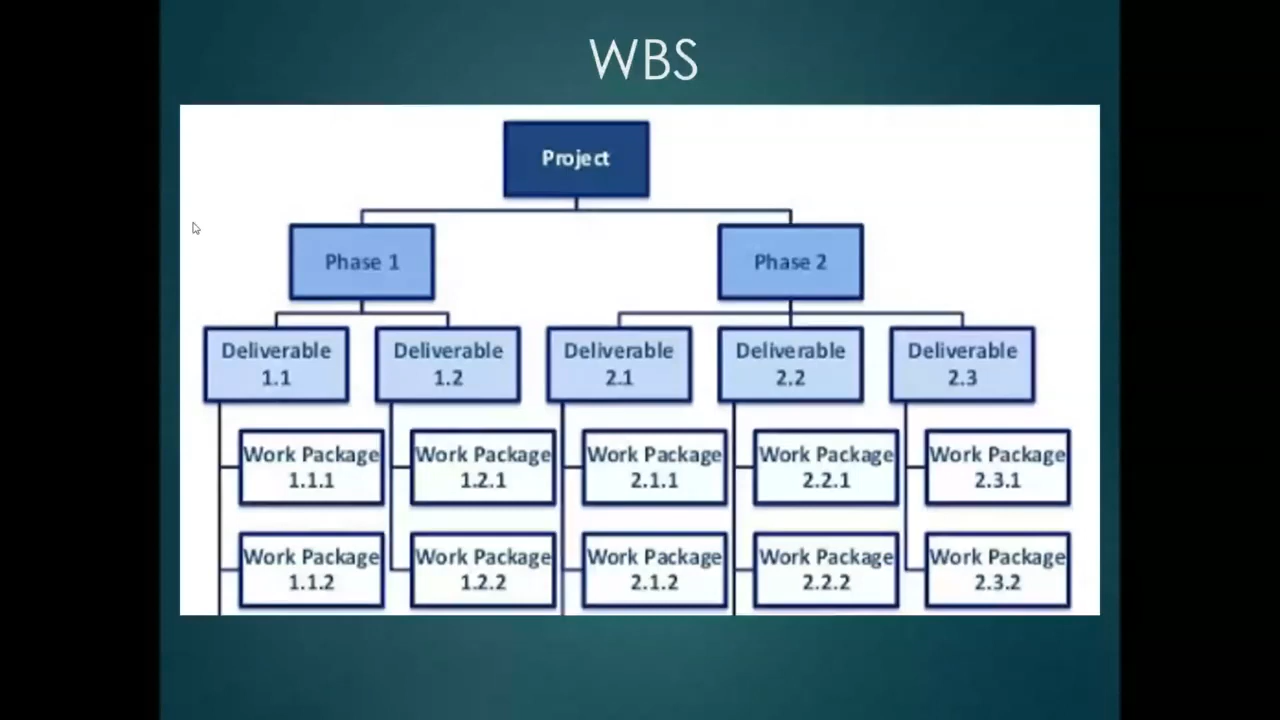 WBS
Project
Phase 1
Phase 2
Deliverable
1.1
Deliverable
1.2
Deliverable
2.1
Deliverable
2.2
Deliverable
2.3
Work Package
1.1.1
Work Package
1.2.1
Work Package
2.1.1
Work Package
2.2.1
Work Package
2.3.1
Work Package
1.1.2
Work Package
1.2.2
Work Package
2.1.2
Work Package
2.2.2
Work Package
2.3.2